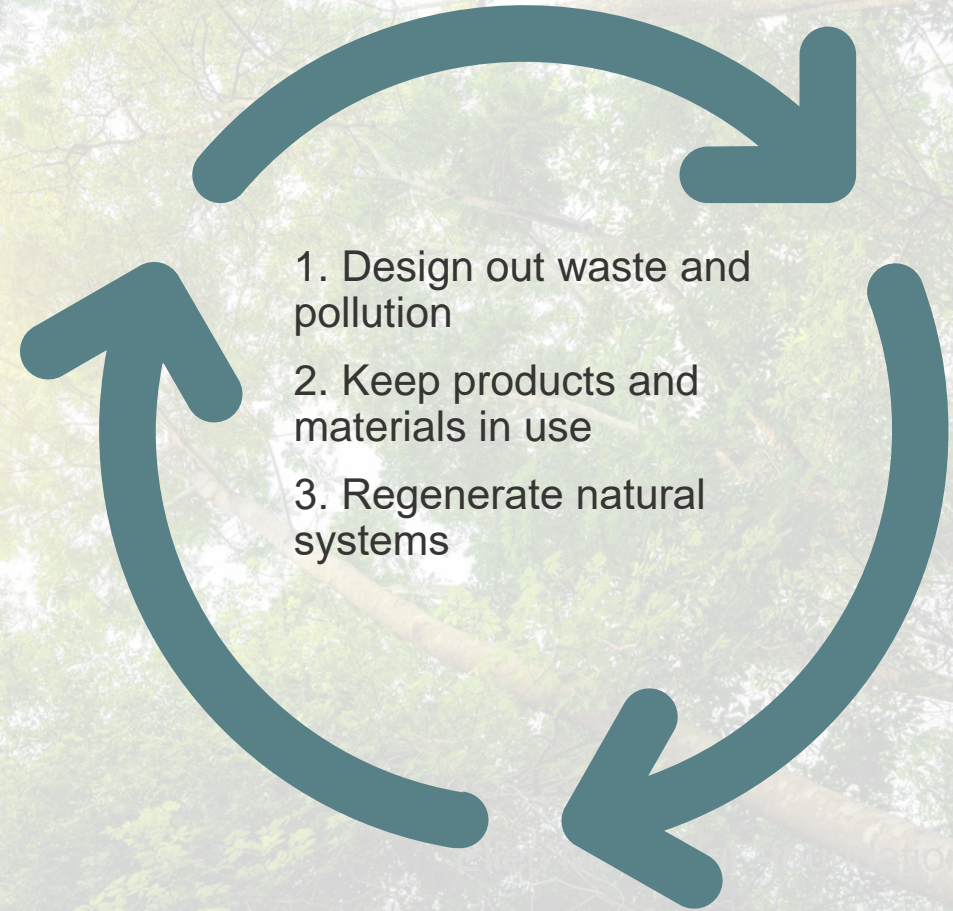 1. Design out waste and
pollution
2. Keep products and
materials in use
3. Regenerate natural
systems